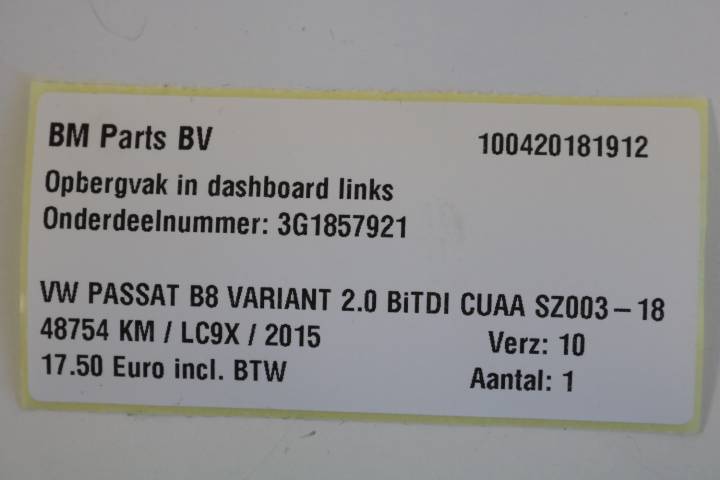 BM Parts BV 100420181912
Opbergvak in dashboard links
Onderdeelnummer: 3G1857921
VW PASSAT B8 VARIANT 2.0 BiTDI CUAA SZ003-18
48754 KM / LC9X / 2015 Verz: 10
17.50 Euro incl. BTW Aantal: 1